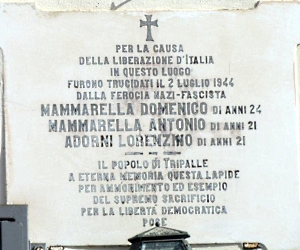 PER LA CAUSA
DELLA LIBERAZIONE D'ITALIA
IN QUESTO LUOGO
FURONO TRUCIDATI IL 2 LUGLIO 1944
DALLA FEROCIA NAZI-FASCISTA
MAMMARELLA DOMENICO DI ANNI 24
MAMMARELLA ANTONIO DI ANNI 21
ADORNI LORENZINO DI ANNI 21
IL POPOLO DI TRIPALLE
A ETERNA MEMORIA QUESTA LAPIDE
PER AMMONIMENTO ED ESEMPIO
DEL SUPREMO SACRIFICIO
PER LA LIBERTÀ DEMOCRATICA
POSE